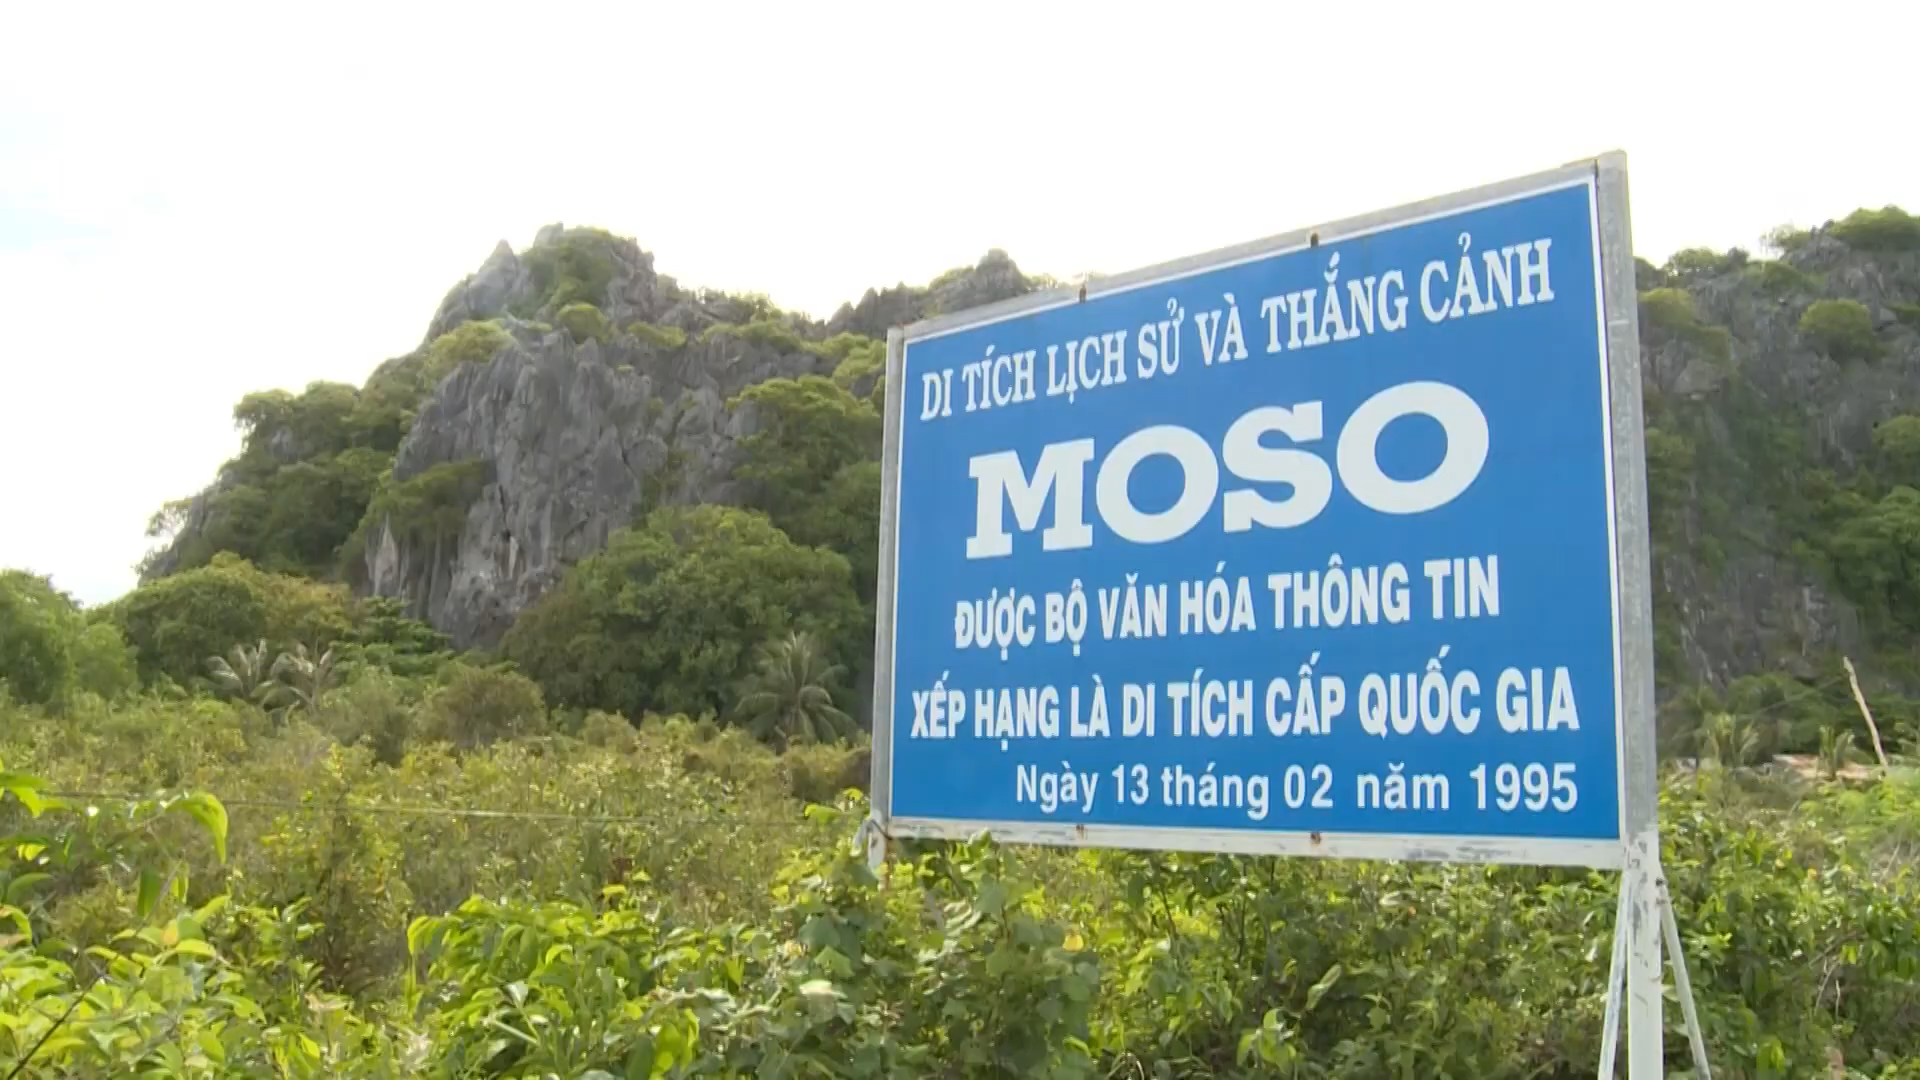 DI TÍCH LỊCH SỬ VÀ THẮNG CẢNH
MOSO
ĐƯỢC BỘ VĂN HÓA THÔNG TIN
XẾP HẠNG LÀ DI TÍCH CẤP QUỐC GIA
Ngày 13 tháng 02 năm 1995